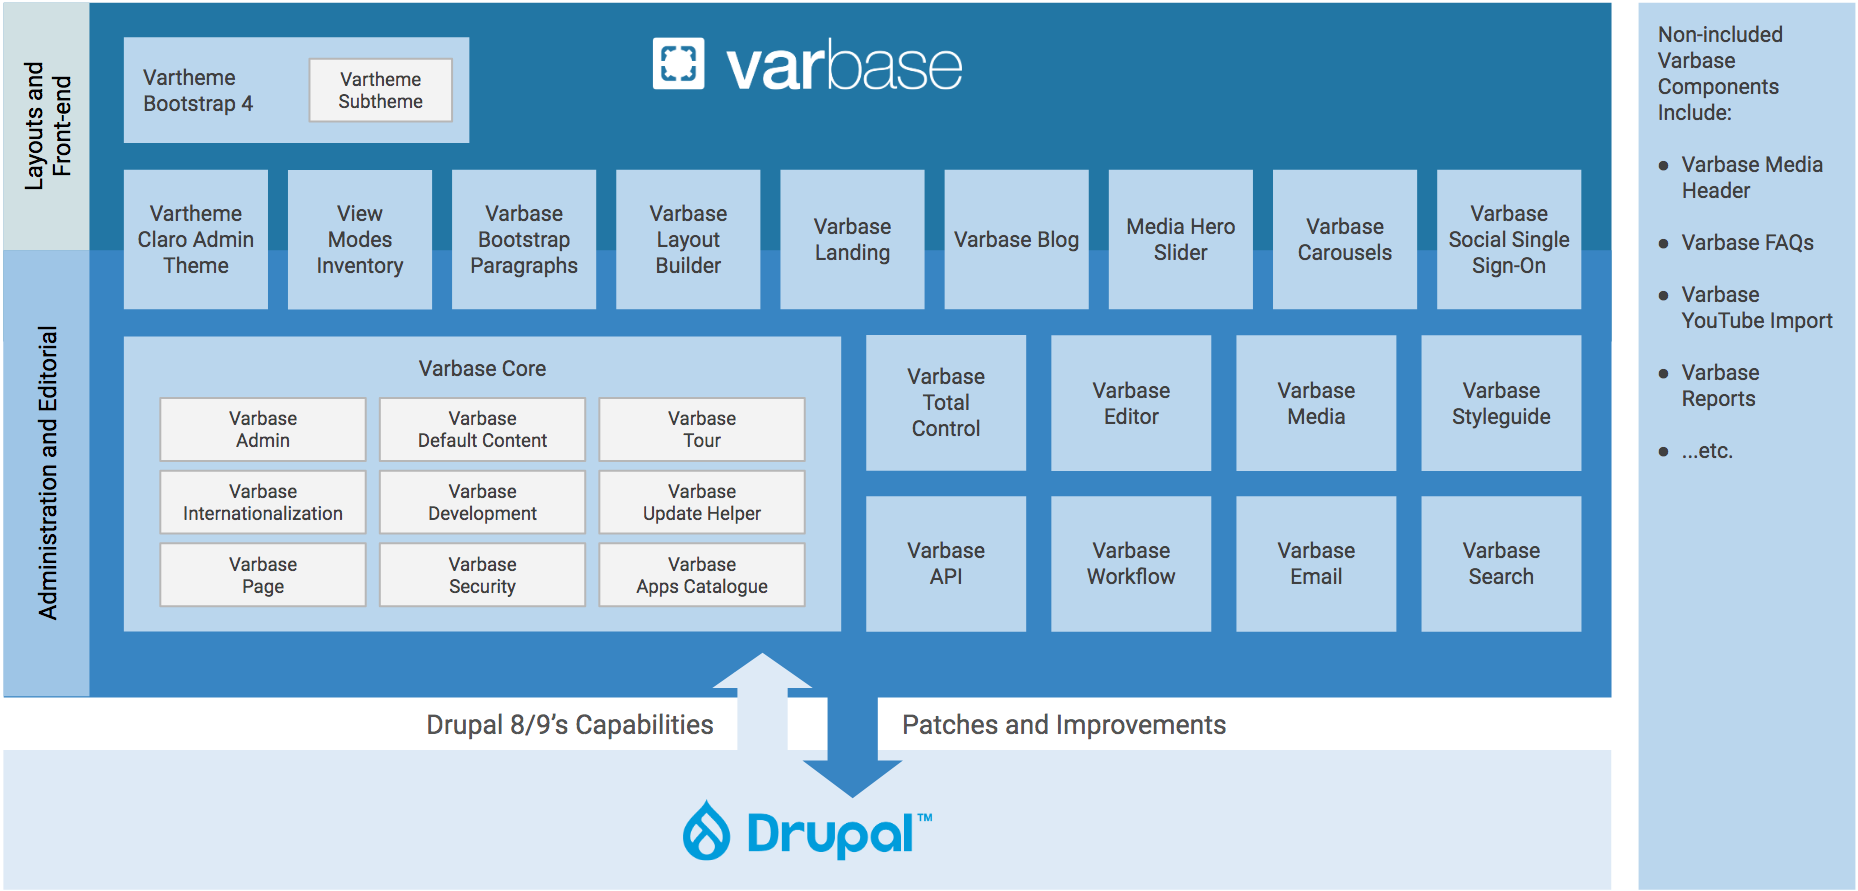 Layouts and
Front-end
Vartheme
Bootstrap 4
Vartheme
Subtheme
varbase
Vartheme
Claro Admin
Theme
View
Modes
Inventory
Varbase
Bootstrap
Paragraphs
Varbase
Layout
Builder
Varbase
Landing
Varbase Blog
Media Hero
Slider
Varbase
Carousels
Varbase
Social Single
Sign-On
Administration and Editorial
Varbase Core
Varbase
Admin
Varbase
Default Content
Varbase
Tour
Varbase
Internationalization
Varbase
Development
Varbase
Update Helper
Varbase
Page
Varbase
Security
Varbase
Apps Catalogue
Varbase
Total
Control
Varbase
Editor
Varbase
Media
Varbase
Styleguide
Varbase
API
Varbase
Workflow
Varbase
Email
Varbase
Search
Drupal 8/9’s Capabilities
Patches and Improvements
Drupal™
Non-included
Varbase
Components
Include:
● Varbase Media
Header
● Varbase FAQs
● Varbase
YouTube Import
● Varbase
Reports
● ...etc.